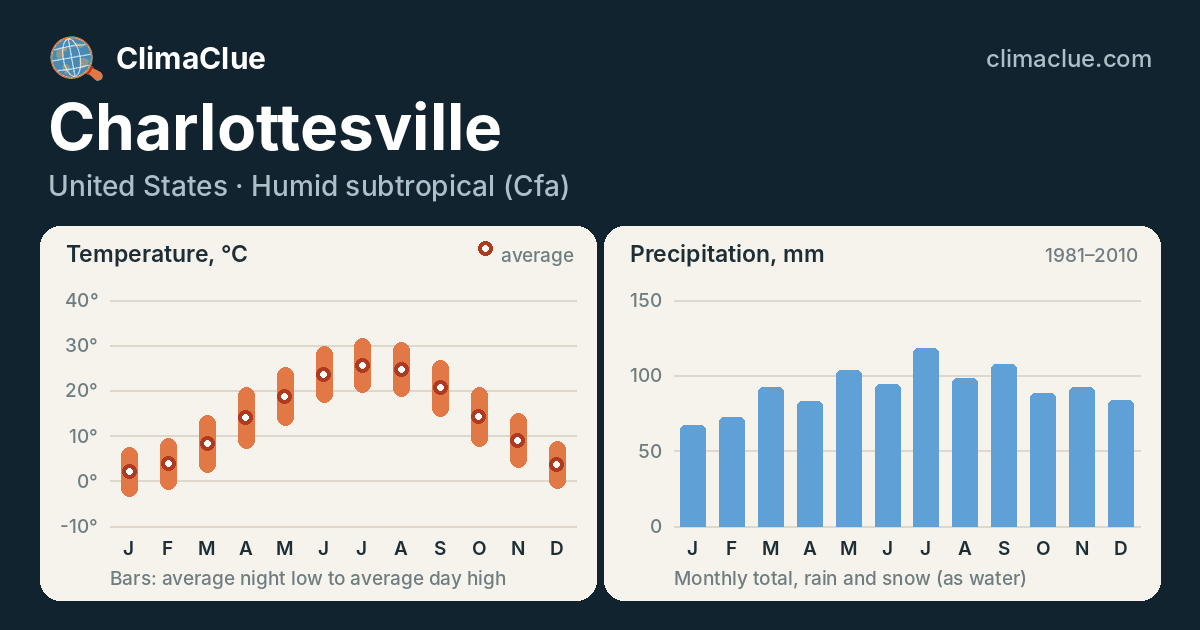 ClimaClue
climaclue.com
Charlottesville
United States · Humid subtropical (Cfa)
Temperature, °C
average
40°
30°
20°
10°
0°
-10°
J F M A M J J A S O N D
Bars: average night low to average day high
Precipitation, mm
1981–2010
150
100
50
0
J F M A M J J A S O N D
Monthly total, rain and snow (as water)